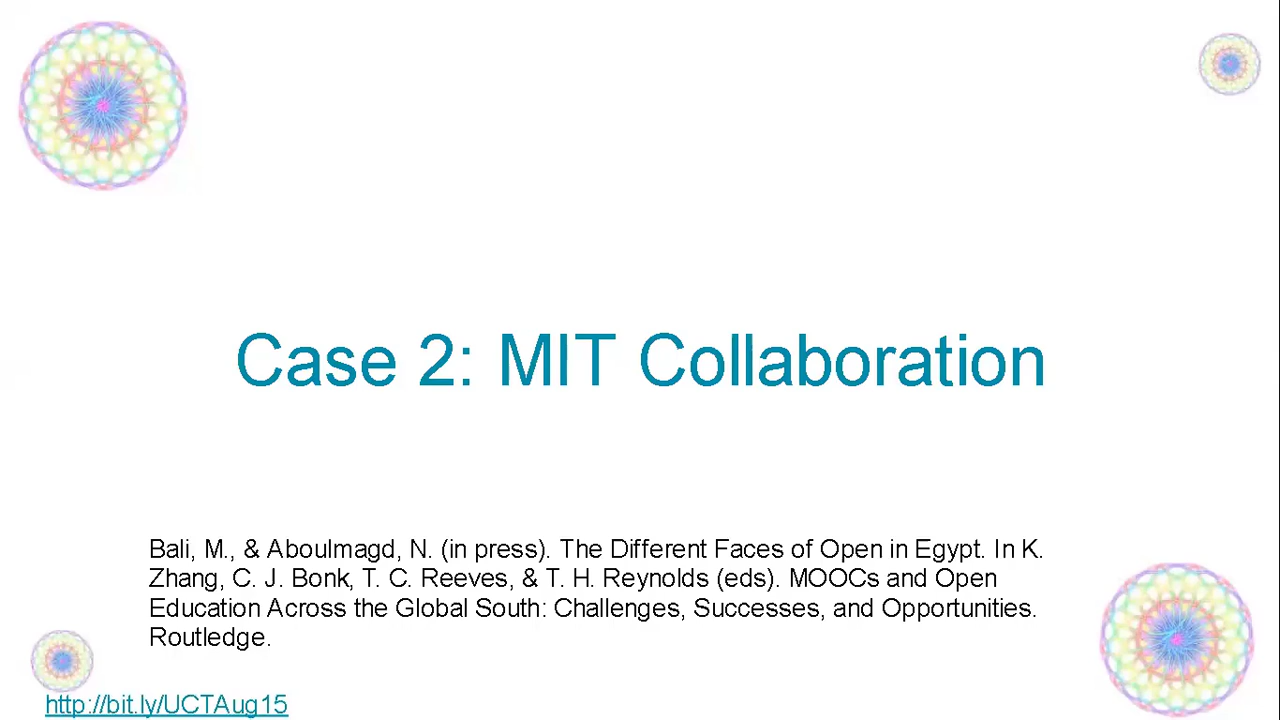 Case 2: MIT Collaboration
Bali, M., & Aboulmagd, N. (in press). The Different Faces of Open in Egypt. In K.
Zhang, C. J. Bonk, T. C. Reeves, & T. H. Reynolds (eds). MOOCs and Open
Education Across the Global South: Challenges, Successes, and Opportunities.
Routledge.
http://bit.ly/UCTAug15